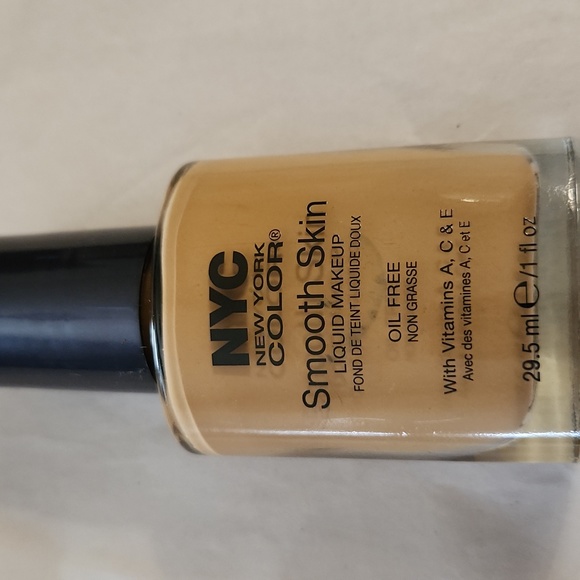 NYC
NEW YORK
COLOR®
Smooth Skin
LIQUID MAKEUP
FOND DE TEINT LIQUIDE DOUX
OIL FREE
NON GRASSE
With Vitamins A, C & E
Avec des vitamines A, C et E
29.5 ml ℮/1 fl oz